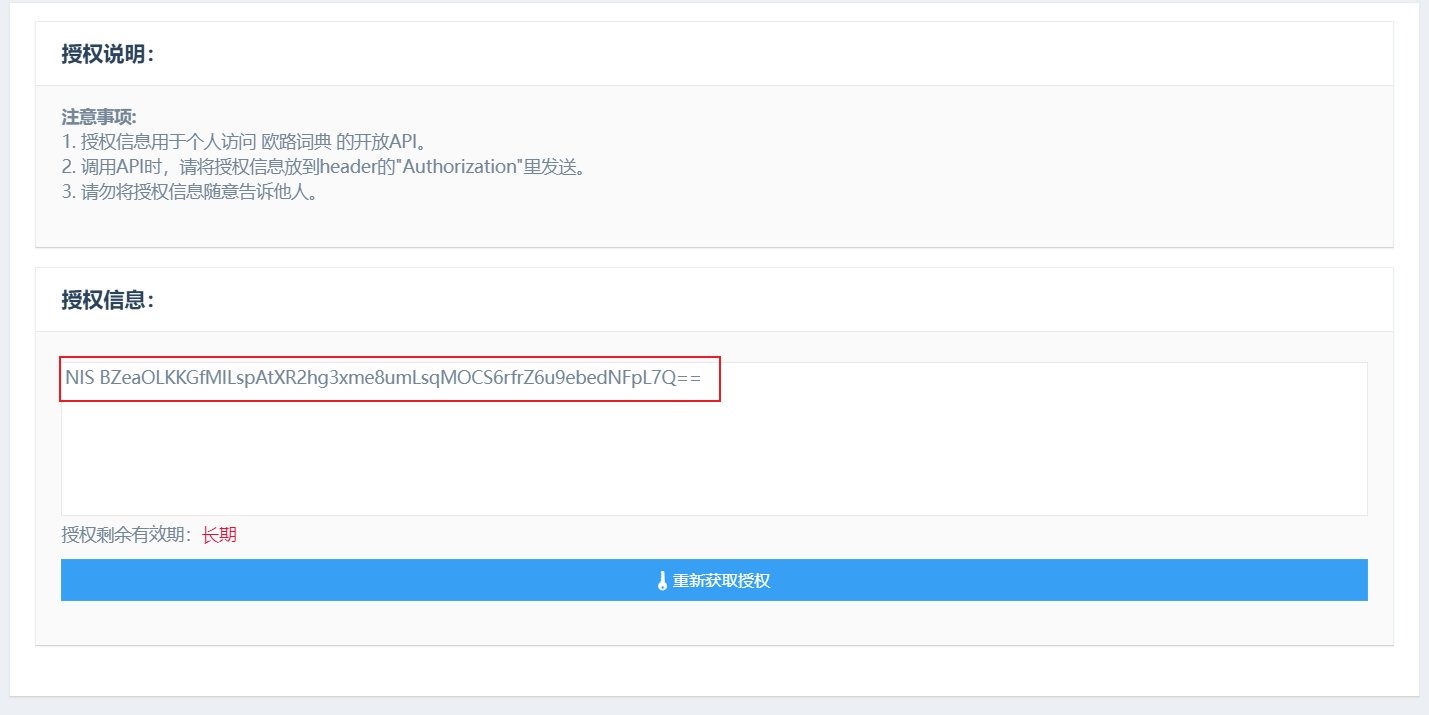 授权说明：
注意事项:
1. 授权信息用于个人访问 欧路词典 的开放API。
2. 调用API时，请将授权信息放到header的"Authorization"里发送。
3. 请勿将授权信息随意告诉他人。
授权信息：
NIS BZeaOLKKGfMILspAtXR2hg3xme8umLsqMOCS6rfrZ6u9ebedNFpL7Q==
授权剩余有效期：长期
重新获取授权